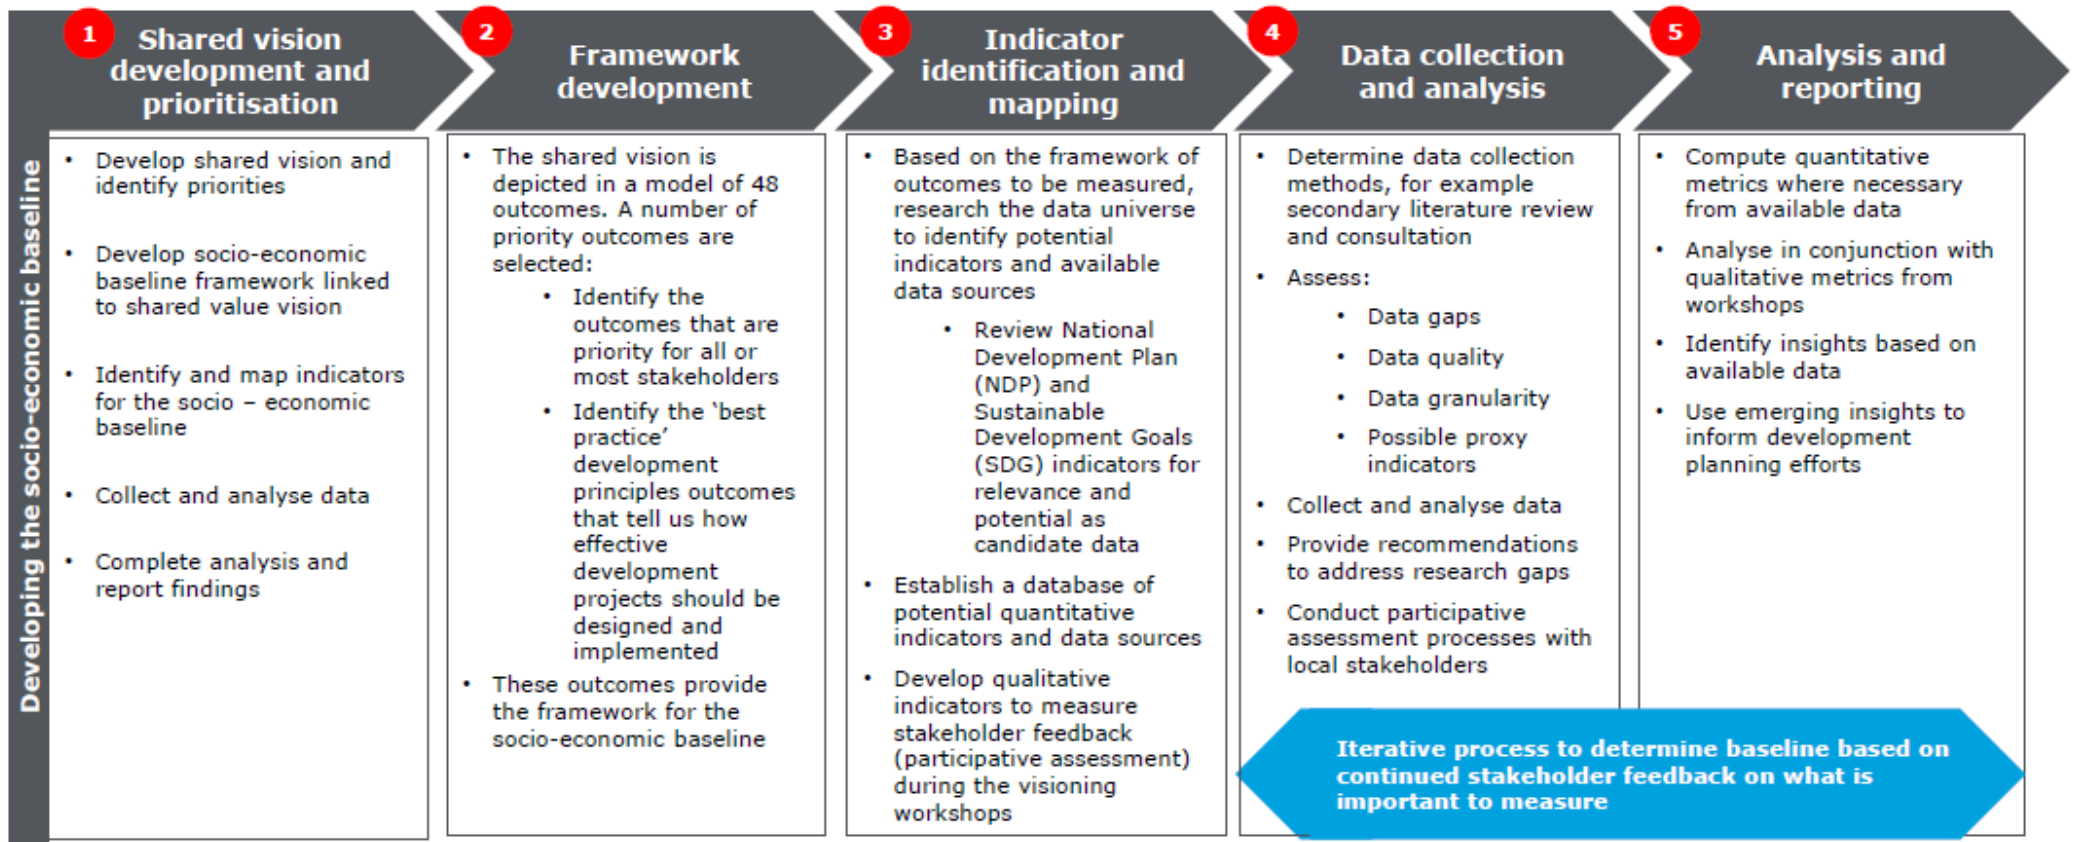 Developing the socio-economic baseline
1
Shared vision
development and
prioritisation
• Develop shared vision and
identify priorities
• Develop socio-economic
baseline framework linked
to shared value vision
• Identify and map indicators
for the socio – economic
baseline
• Collect and analyse data
• Complete analysis and
report findings
2
Framework
development
• The shared vision is
depicted in a model of 48
outcomes. A number of
priority outcomes are
selected:
• Identify the
outcomes that are
priority for all or
most stakeholders
• Identify the ‘best
practice’
development
principles outcomes
that tell us how
effective
development
projects should be
designed and
implemented
• These outcomes provide
the framework for the
socio-economic baseline
3
Indicator
identification and
mapping
• Based on the framework of
outcomes to be measured,
research the data universe
to identify potential
indicators and available
data sources
• Review National
Development Plan
(NDP) and
Sustainable
Development Goals
(SDG) indicators for
relevance and
potential as
candidate data
• Establish a database of
potential quantitative
indicators and data sources
• Develop qualitative
indicators to measure
stakeholder feedback
(participative assessment)
during the visioning
workshops
4
Data collection
and analysis
• Determine data collection
methods, for example
secondary literature review
and consultation
• Assess:
• Data gaps
• Data quality
• Data granularity
• Possible proxy
indicators
• Collect and analyse data
• Provide recommendations
to address research gaps
• Conduct participative
assessment processes with
local stakeholders
5
Analysis and
reporting
• Compute quantitative
metrics where necessary
from available data
• Analyse in conjunction with
qualitative metrics from
workshops
• Identify insights based on
available data
• Use emerging insights to
inform development
planning efforts
Iterative process to determine baseline based on
continued stakeholder feedback on what is
important to measure